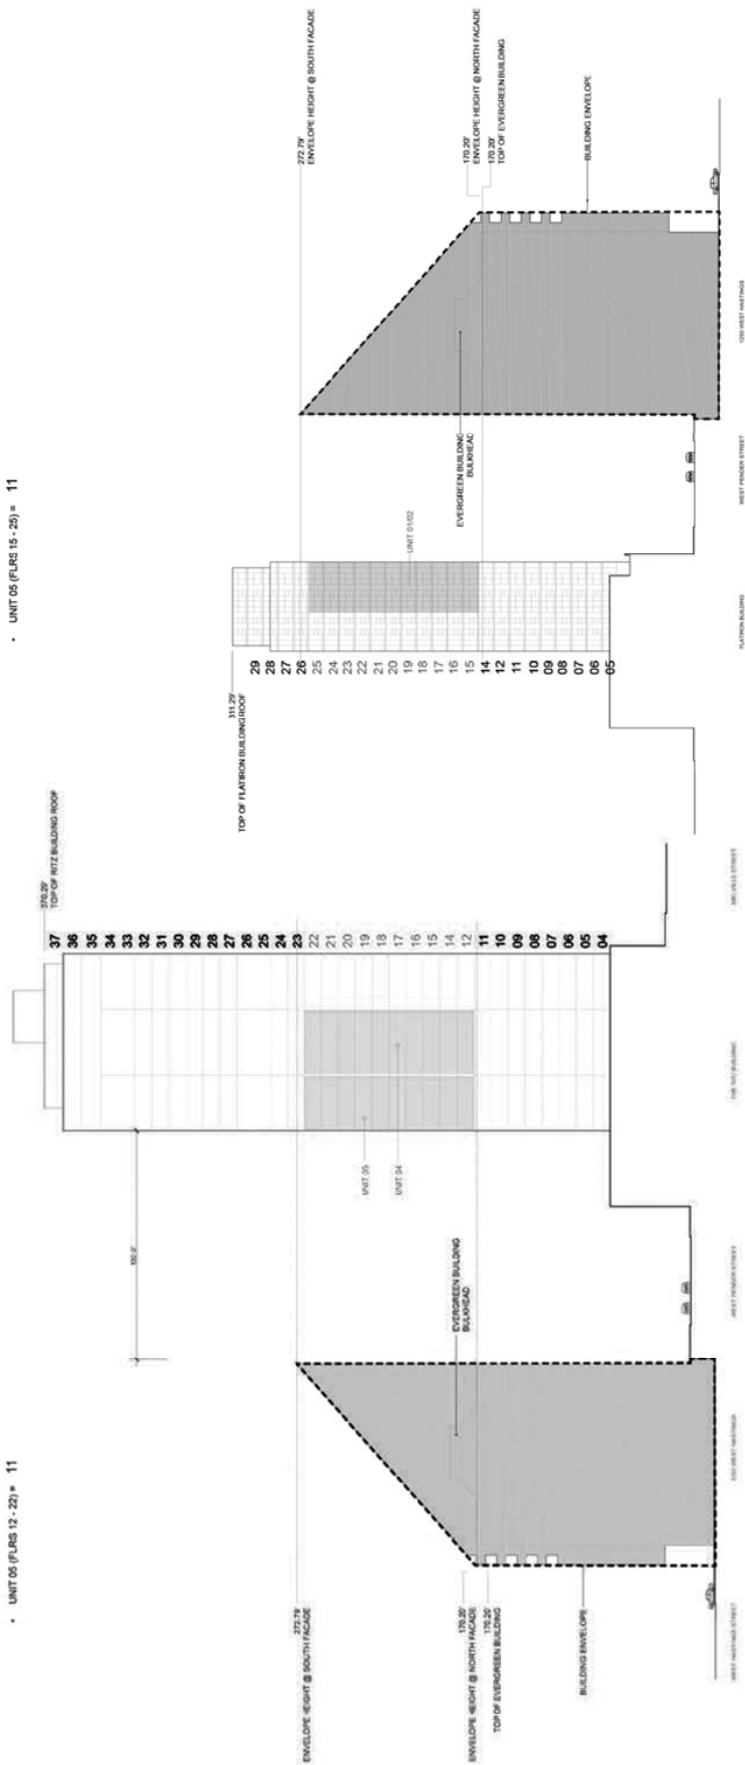 • UNIT 05 (FLRS 12 - 22) = 11
370.20'
TOP OF RITZ BUILDING ROOF
37
36
35
34
33
32
31
30
29
28
27
26
25
24
23
22
21
20
19
18
17
16
15
14
12
11
10
09
08
07
06
05
04
272.79'
ENVELOPE HEIGHT @ SOUTH FACADE
170.20'
ENVELOPE HEIGHT @ NORTH FACADE
170.20'
TOP OF EVERGREEN BUILDING
BUILDING ENVELOPE
EVERGREEN BUILDING
BULKHEAD
UNIT 05
UNIT 04
WEST HASTINGS STREET
1250 WEST HASTINGS
WEST PENDER STREET
THE RITZ BUILDING
MELVILLE STREET
• UNIT 05 (FLRS 15 - 25) = 11
311.29'
TOP OF FLATIRON BUILDING ROOF
29
28
27
26
25
24
23
22
21
20
19
18
17
16
15
14
12
11
10
09
08
07
06
05
UNIT 01/02
EVERGREEN BUILDING
BULKHEAD
272.79'
ENVELOPE HEIGHT @ SOUTH FACADE
170.20'
ENVELOPE HEIGHT @ NORTH FACADE
170.20'
TOP OF EVERGREEN BUILDING
BUILDING ENVELOPE
FLATIRON BUILDING
WEST PENDER STREET
1250 WEST HASTINGS